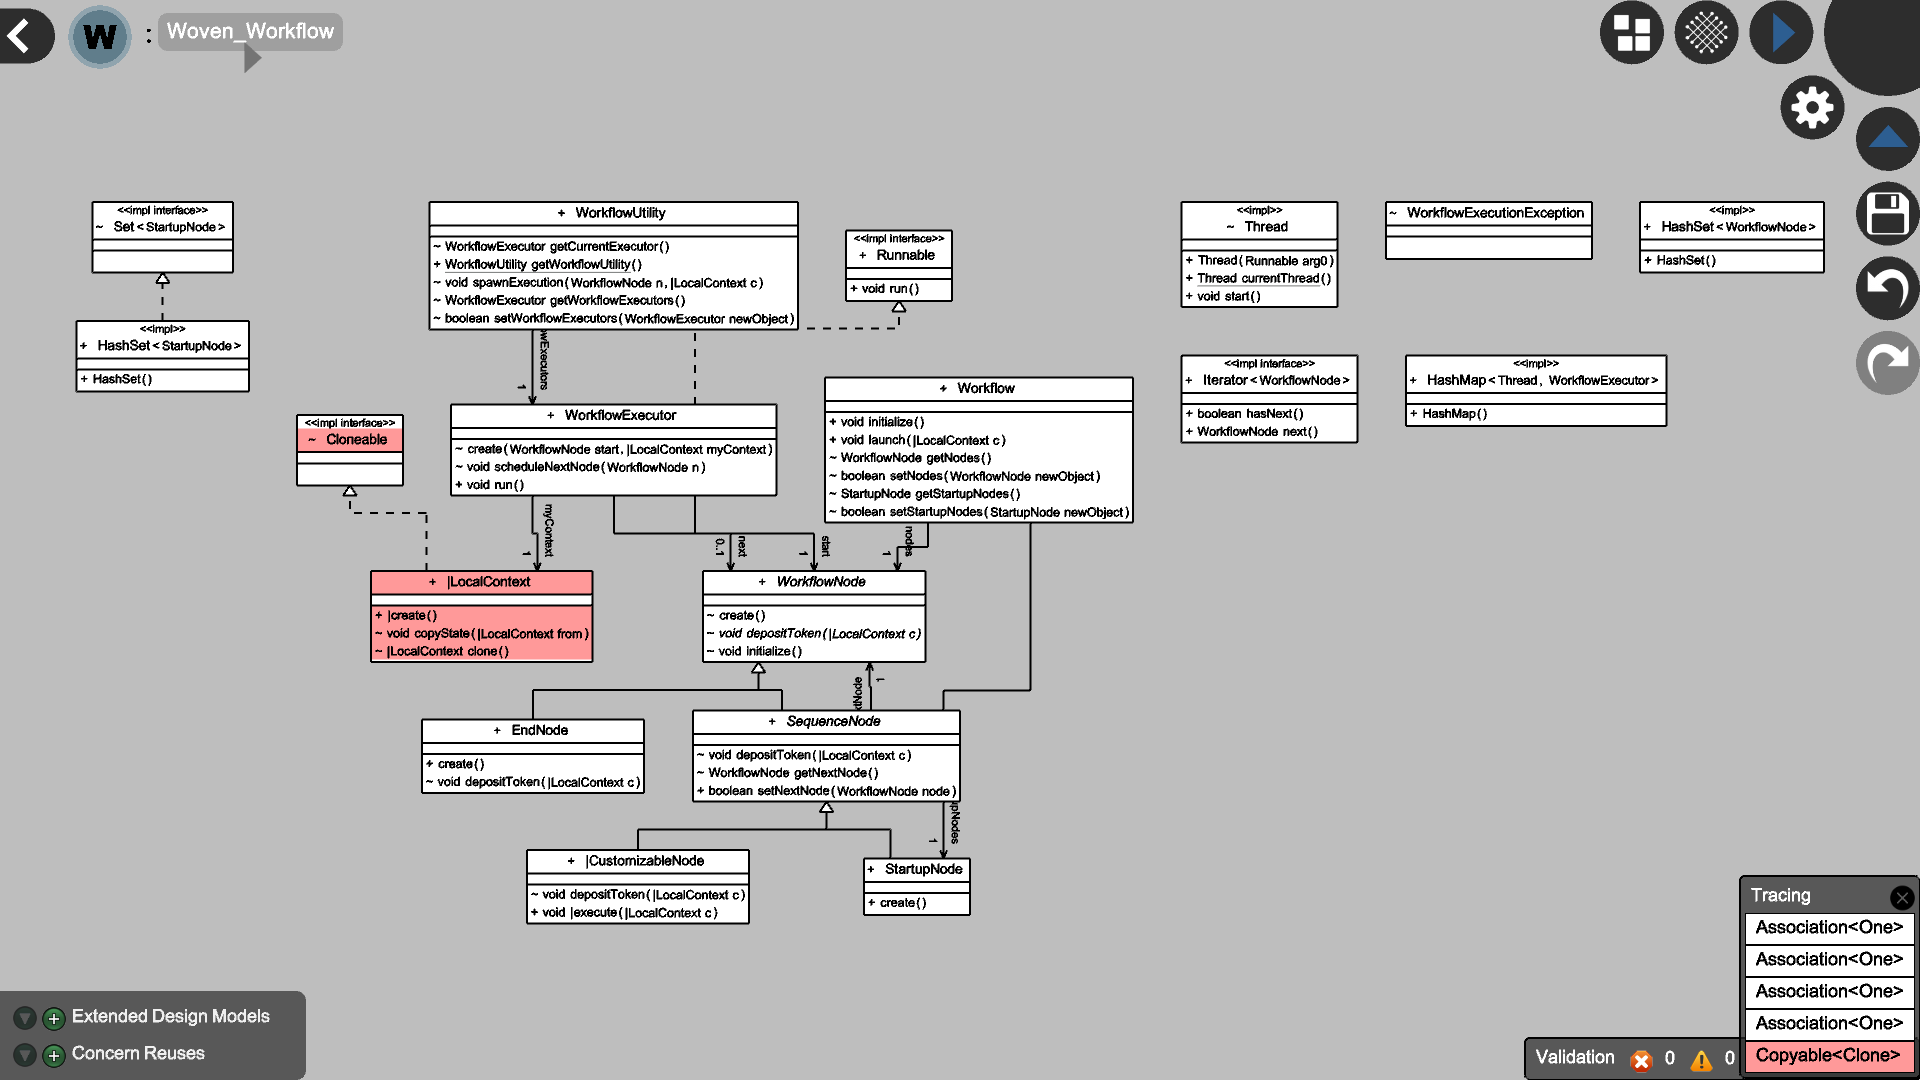 W : Woven_Workflow
<<impl interface>>
~ Set<StartupNode>
<<impl>>
+ HashSet<StartupNode>
+ HashSet()
+ WorkflowUtility
~ WorkflowExecutor getCurrentExecutor()
+ WorkflowUtility getWorkflowUtility()
~ void spawnExecution(WorkflowNode n, |LocalContext c)
~ WorkflowExecutor getWorkflowExecutors()
~ boolean setWorkflowExecutors(WorkflowExecutor newObject)
<<impl interface>>
+ Runnable
+ void run()
<<impl>>
~ Thread
+ Thread(Runnable arg0)
+ Thread currentThread()
+ void start()
~ WorkflowExecutionException
<<impl>>
+ HashSet<WorkflowNode>
+ HashSet()
<<impl interface>>
+ Iterator<WorkflowNode>
+ boolean hasNext()
+ WorkflowNode next()
<<impl>>
+ HashMap<Thread, WorkflowExecutor>
+ HashMap()
1
<<impl interface>>
~ Cloneable
+ WorkflowExecutor
~ create(WorkflowNode start, |LocalContext myContext)
~ void scheduleNextNode(WorkflowNode n)
+ void run()
+ Workflow
+ void initialize()
+ void launch(|LocalContext c)
~ WorkflowNode getNodes()
~ boolean setNodes(WorkflowNode newObject)
~ StartupNode getStartupNodes()
~ boolean setStartupNodes(StartupNode newObject)
1
myContext
0..1
next
1
start
1
nodes
+ |LocalContext
+ |create()
~ void copyState(|LocalContext from)
~ |LocalContext clone()
+ WorkflowNode
~ create()
~ void depositToken(|LocalContext c)
~ void initialize()
1
+ EndNode
+ create()
~ void depositToken(|LocalContext c)
+ SequenceNode
~ void depositToken(|LocalContext c)
~ WorkflowNode getNextNode()
+ boolean setNextNode(WorkflowNode node)
1
+ |CustomizableNode
~ void depositToken(|LocalContext c)
+ void |execute(|LocalContext c)
+ StartupNode
+ create()
Extended Design Models
Concern Reuses
Tracing
Association<One>
Association<One>
Association<One>
Association<One>
Copyable<Clone>
Validation 0 0